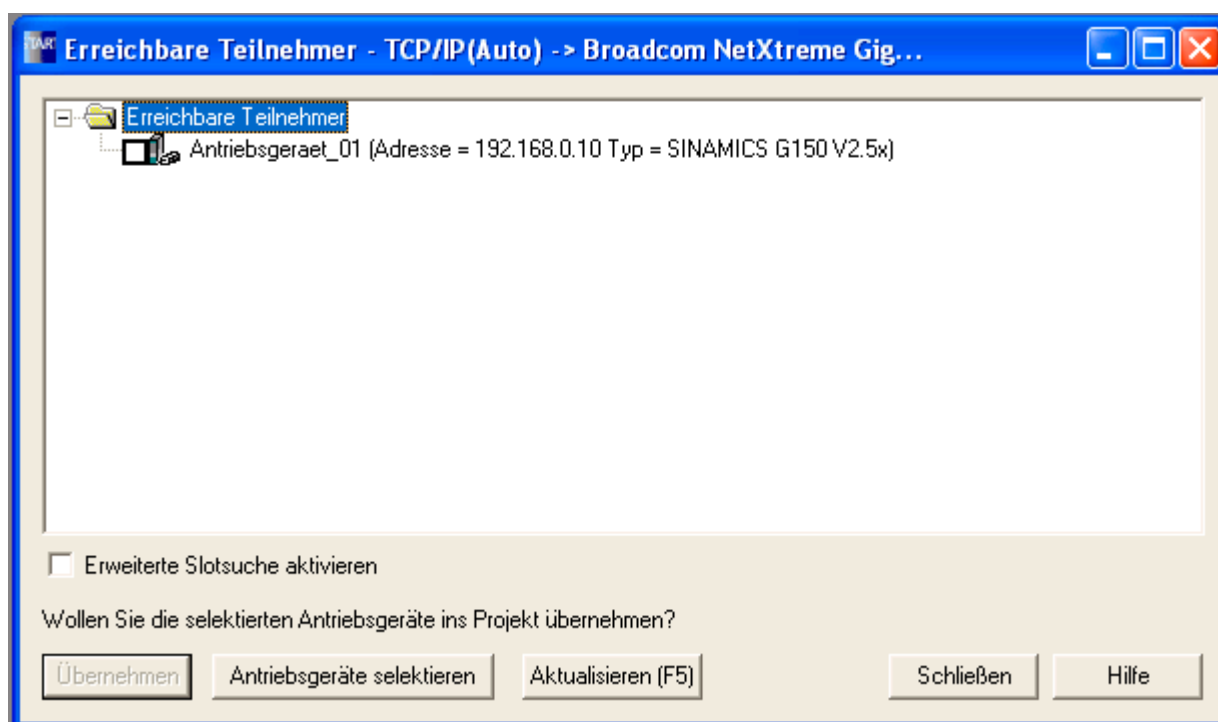 Erreichbare Teilnehmer - TCP/IP(Auto) -> Broadcom NetXtreme Gig...
Erreichbare Teilnehmer
Antriebsgeraet_01 (Adresse = 192.168.0.10 Typ = SINAMICS G150 V2.5x)
Erweiterte Slotsuche aktivieren
Wollen Sie die selektierten Antriebsgeräte ins Projekt übernehmen?
Übernehmen Antriebsgeräte selektieren Aktualisieren (F5) Schließen Hilfe